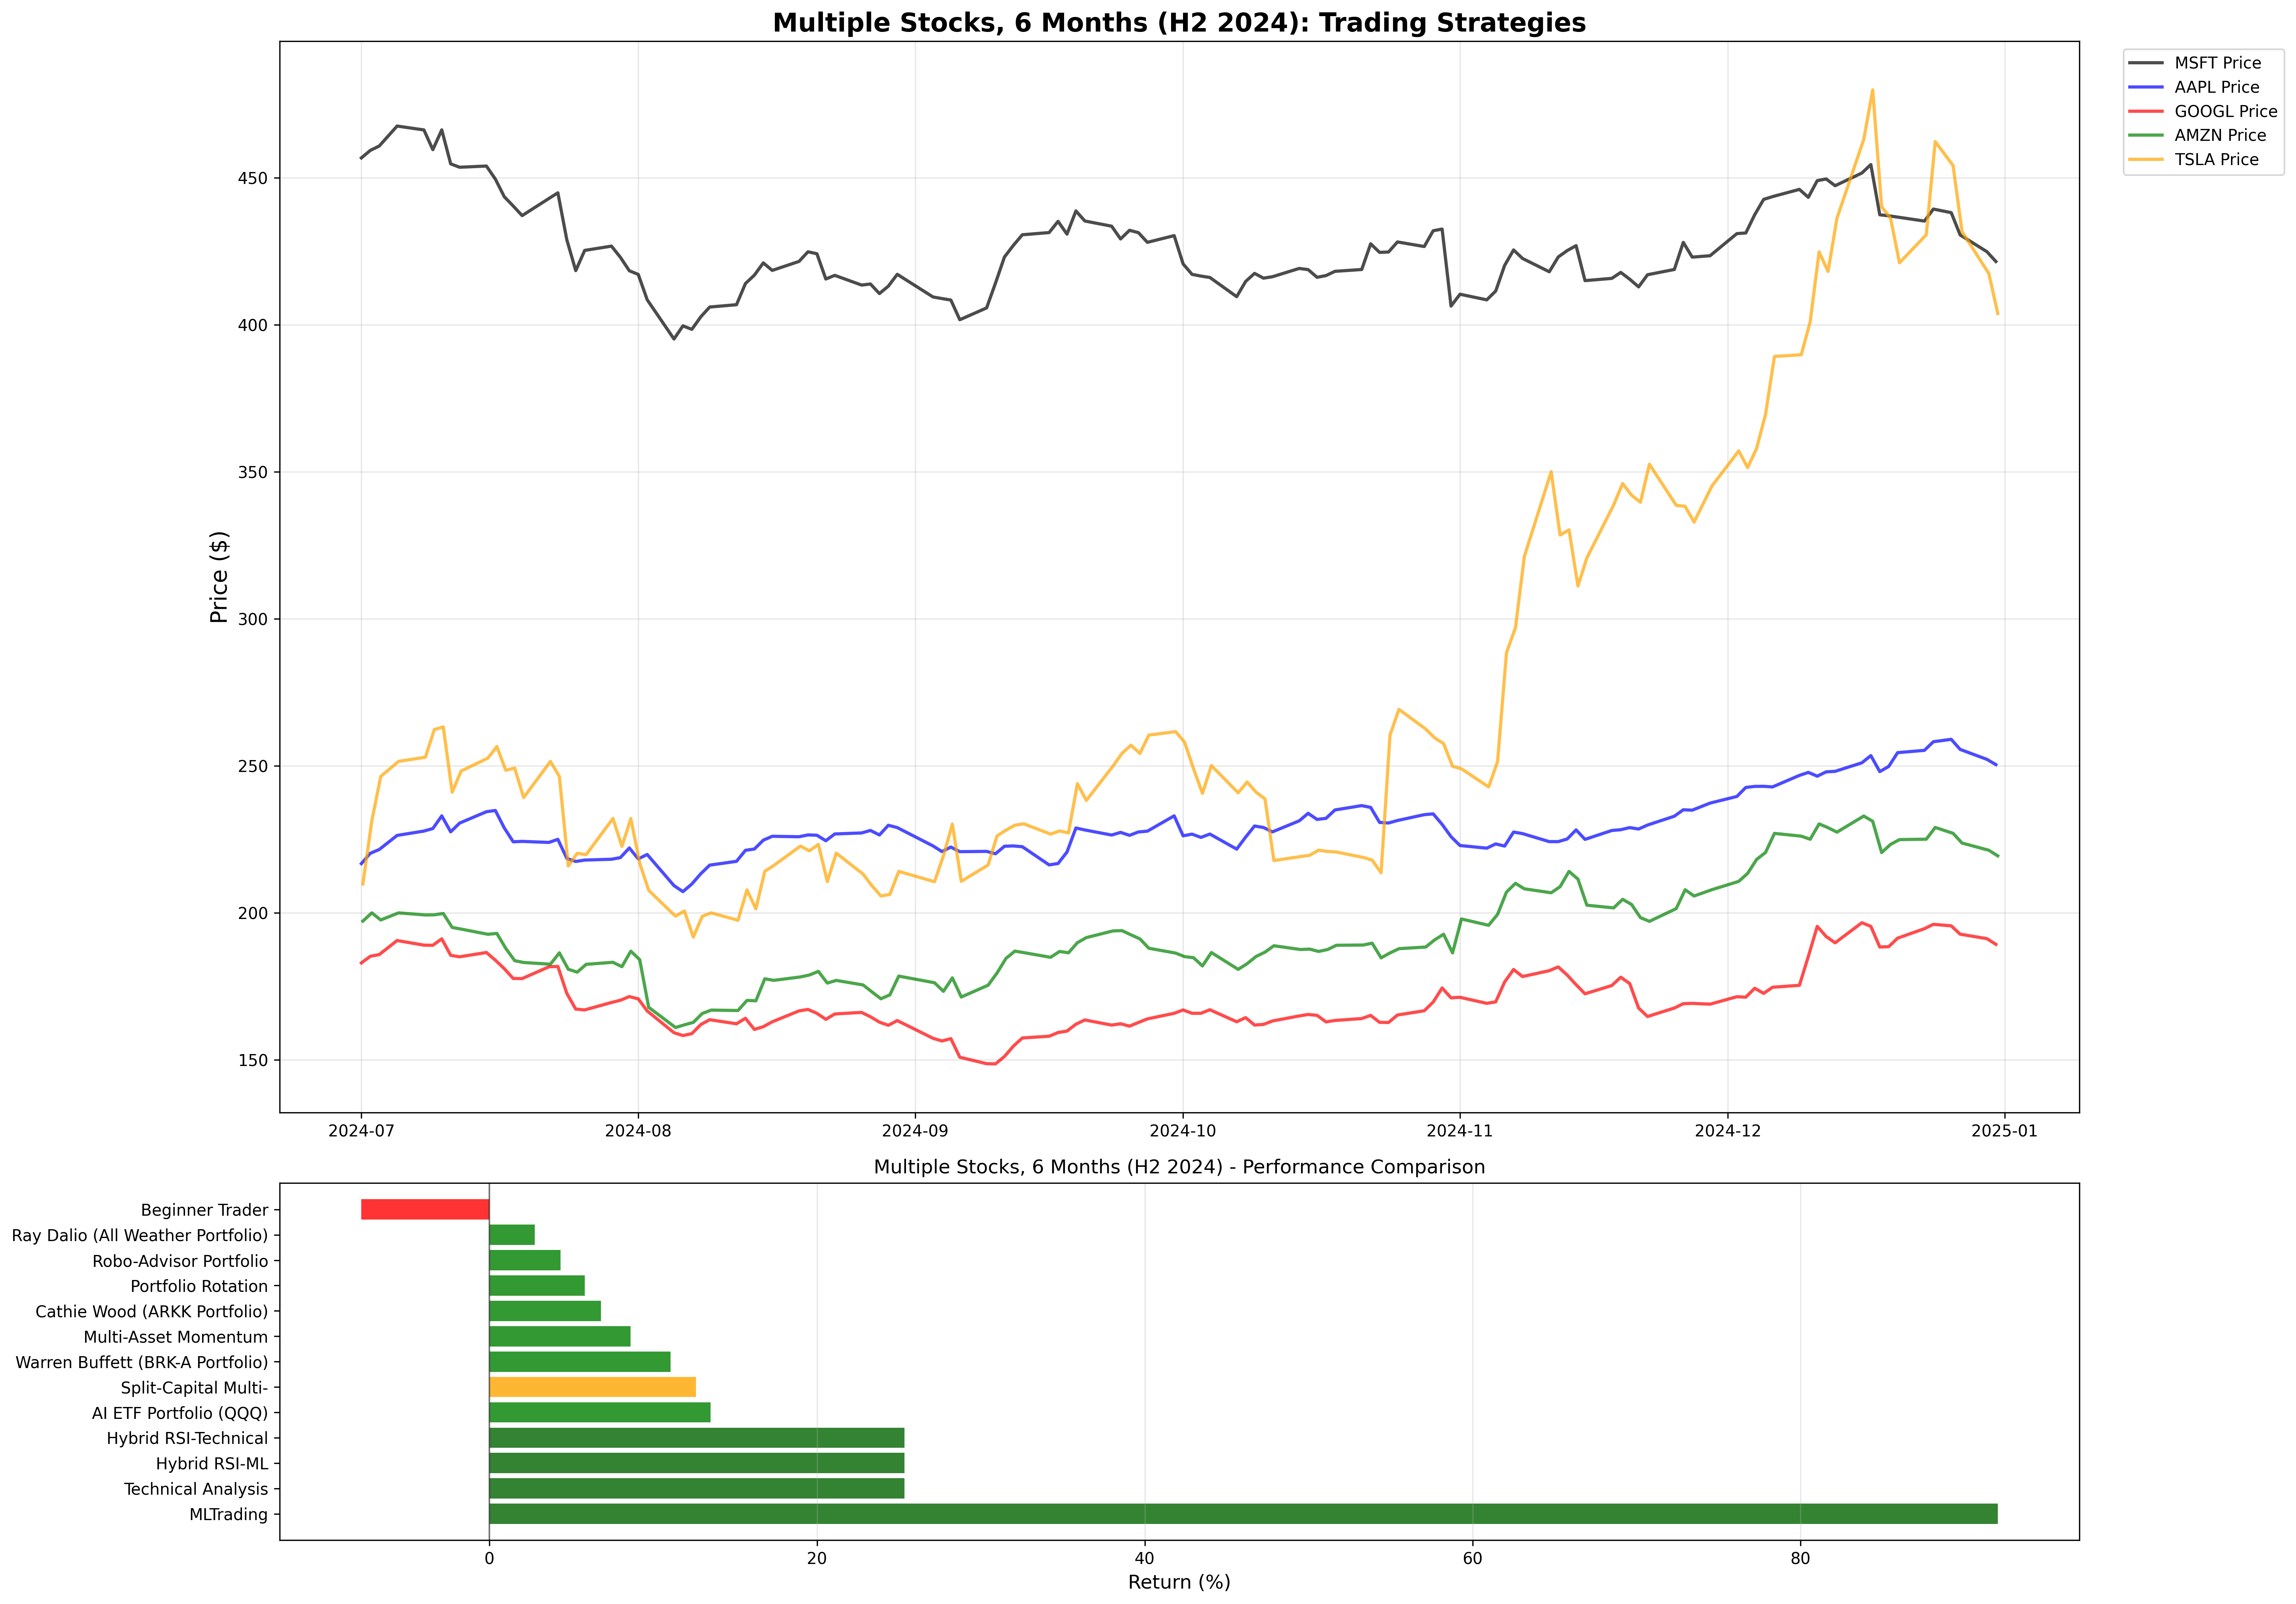 Multiple Stocks, 6 Months (H2 2024): Trading Strategies
MSFT Price
AAPL Price
GOOGL Price
AMZN Price
TSLA Price
Price ($)
450
400
350
300
250
200
150
2024-07
2024-08
2024-09
2024-10
2024-11
2024-12
2025-01
Multiple Stocks, 6 Months (H2 2024) - Performance Comparison
Beginner Trader
Ray Dalio (All Weather Portfolio)
Robo-Advisor Portfolio
Portfolio Rotation
Cathie Wood (ARKK Portfolio)
Multi-Asset Momentum
Warren Buffett (BRK-A Portfolio)
Split-Capital Multi-
AI ETF Portfolio (QQQ)
Hybrid RSI-Technical
Hybrid RSI-ML
Technical Analysis
MLTrading
0
20
40
60
80
Return (%)